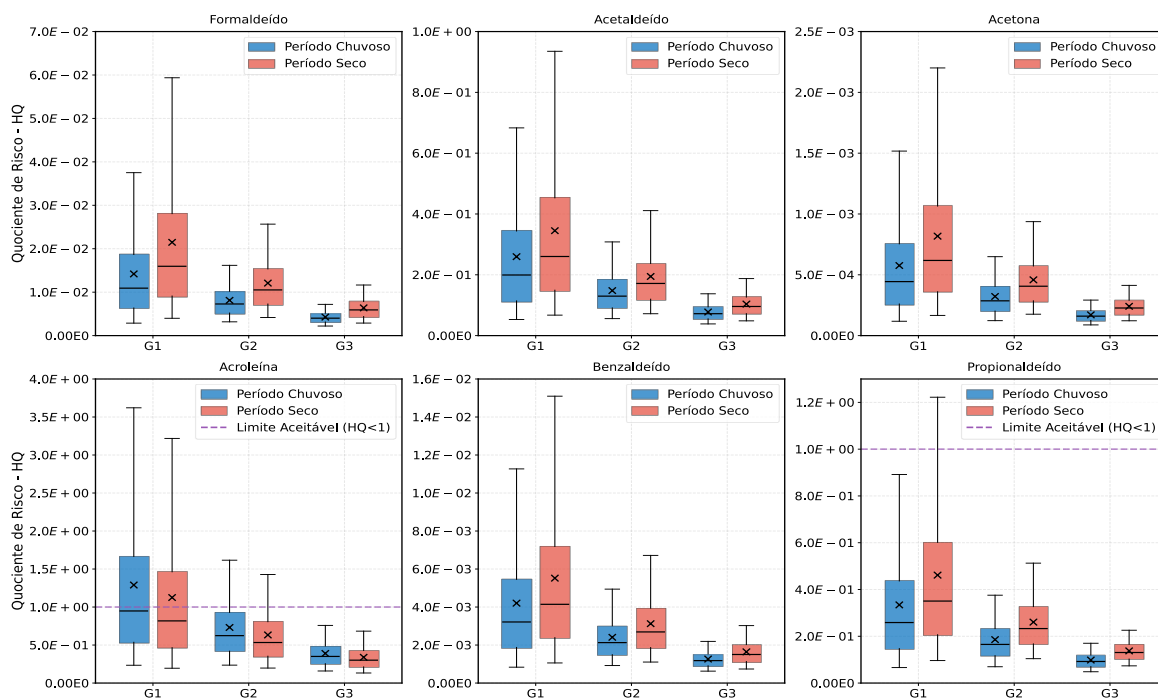 Formaldeído
Quociente de Risco - HQ
7.0E − 02
6.0E − 02
5.0E − 02
4.0E − 02
3.0E − 02
2.0E − 02
1.0E − 02
0.00E0
Período Chuvoso
Período Seco
G1 G2 G3
Acetaldeído
1.0E + 00
8.0E − 01
6.0E − 01
4.0E − 01
2.0E − 01
0.00E0
Período Chuvoso
Período Seco
G1 G2 G3
Acetona
2.5E − 03
2.0E − 03
1.5E − 03
1.0E − 03
5.0E − 04
0.00E0
Período Chuvoso
Período Seco
G1 G2 G3
Acroleína
Quociente de Risco - HQ
4.0E + 00
3.5E + 00
3.0E + 00
2.5E + 00
2.0E + 00
1.5E + 00
1.0E + 00
5.0E − 01
0.00E0
Período Chuvoso
Período Seco
Limite Aceitável (HQ<1)
G1 G2 G3
Benzaldeído
1.6E − 02
1.4E − 02
1.2E − 02
1.0E − 02
8.0E − 03
6.0E − 03
4.0E − 03
2.0E − 03
0.00E0
Período Chuvoso
Período Seco
G1 G2 G3
Propionaldeído
1.2E + 00
1.0E + 00
8.0E − 01
6.0E − 01
4.0E − 01
2.0E − 01
0.00E0
Período Chuvoso
Período Seco
Limite Aceitável (HQ<1)
G1 G2 G3